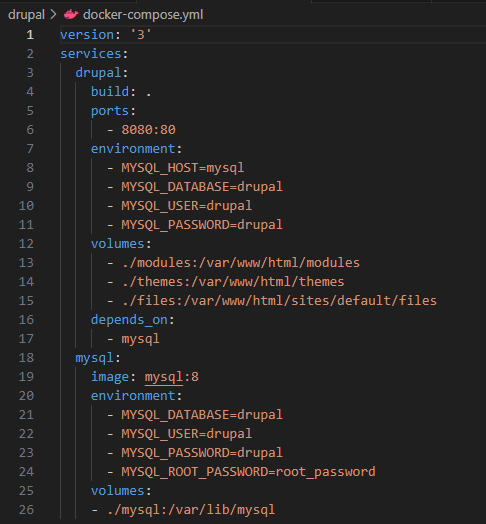 drupal > docker-compose.yml
1 version: '3'
2 services:
3   drupal:
4     build: .
5     ports:
6       - 8080:80
7     environment:
8       - MYSQL_HOST=mysql
9       - MYSQL_DATABASE=drupal
10       - MYSQL_USER=drupal
11       - MYSQL_PASSWORD=drupal
12     volumes:
13       - ./modules:/var/www/html/modules
14       - ./themes:/var/www/html/themes
15       - ./files:/var/www/html/sites/default/files
16     depends_on:
17       - mysql
18   mysql:
19     image: mysql:8
20     environment:
21       - MYSQL_DATABASE=drupal
22       - MYSQL_USER=drupal
23       - MYSQL_PASSWORD=drupal
24       - MYSQL_ROOT_PASSWORD=root_password
25     volumes:
26     - ./mysql:/var/lib/mysql